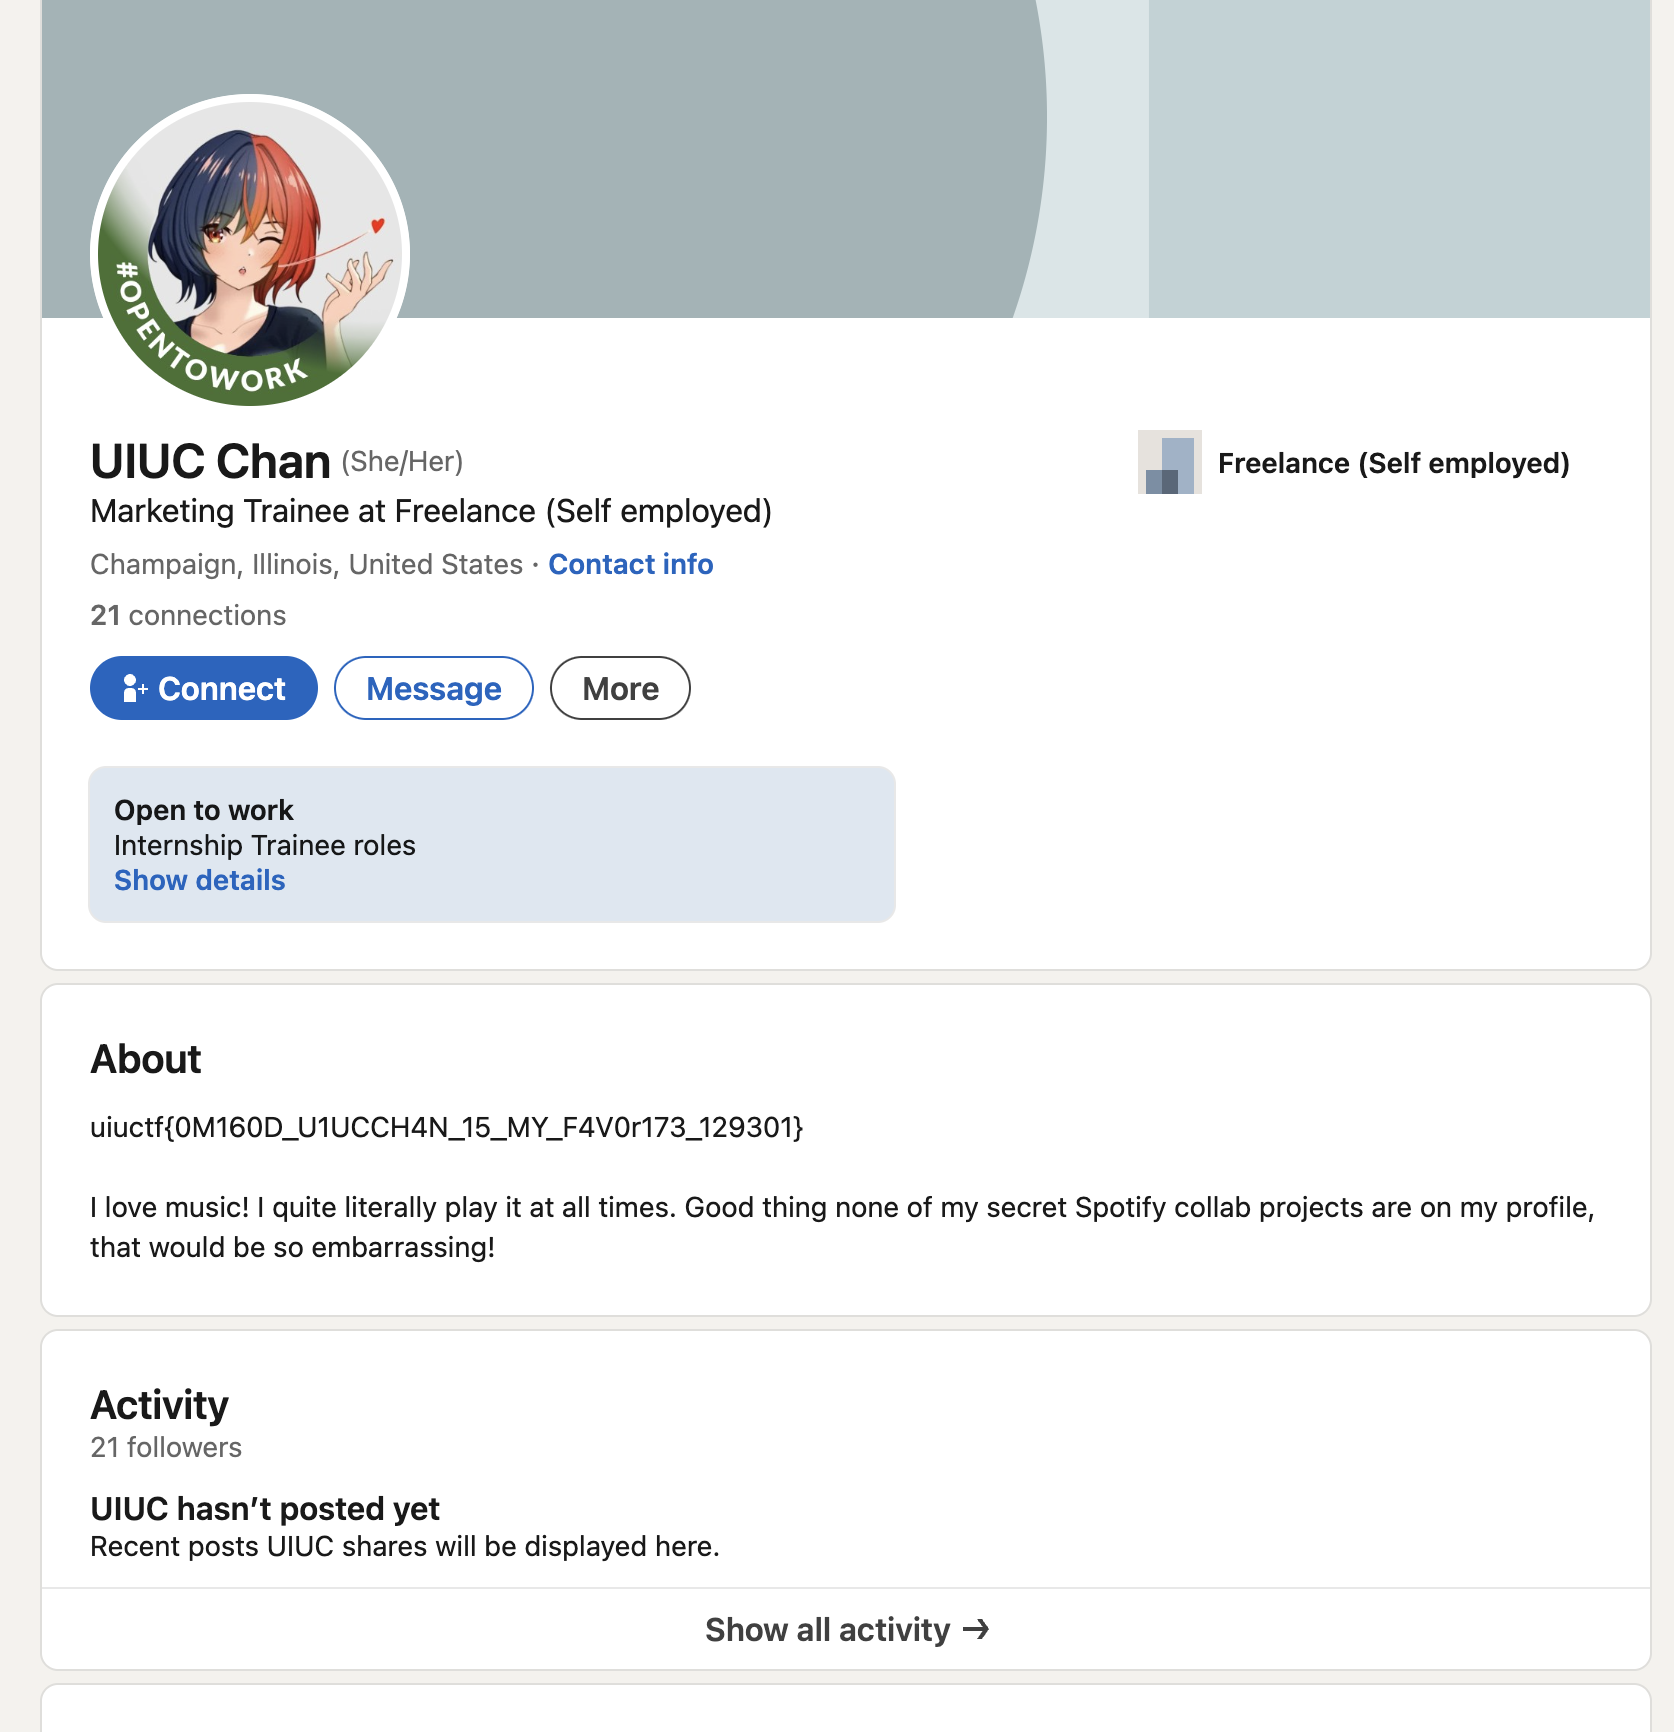 #OPENTOWORK
UIUC Chan (She/Her)
Freelance (Self employed)
Marketing Trainee at Freelance (Self employed)
Champaign, Illinois, United States · Contact info
21 connections
Connect
Message
More
Open to work
Internship Trainee roles
Show details
About
uiuctf{0M160D_U1UCCH4N_15_MY_F4V0r173_129301}
I love music! I quite literally play it at all times. Good thing none of my secret Spotify collab projects are on my profile,
that would be so embarrassing!
Activity
21 followers
UIUC hasn’t posted yet
Recent posts UIUC shares will be displayed here.
Show all activity →